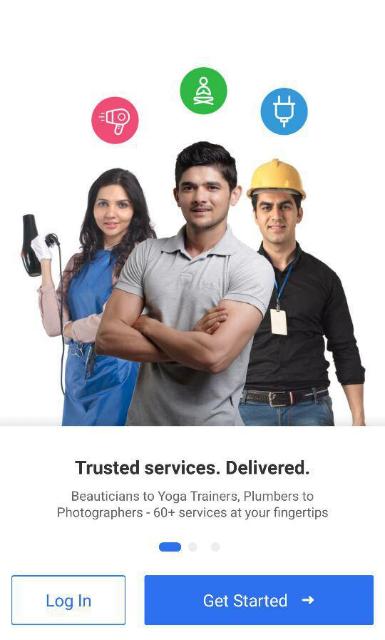 Trusted services. Delivered.
Beauticians to Yoga Trainers, Plumbers to
Photographers - 60+ services at your fingertips
Log In
Get Started →